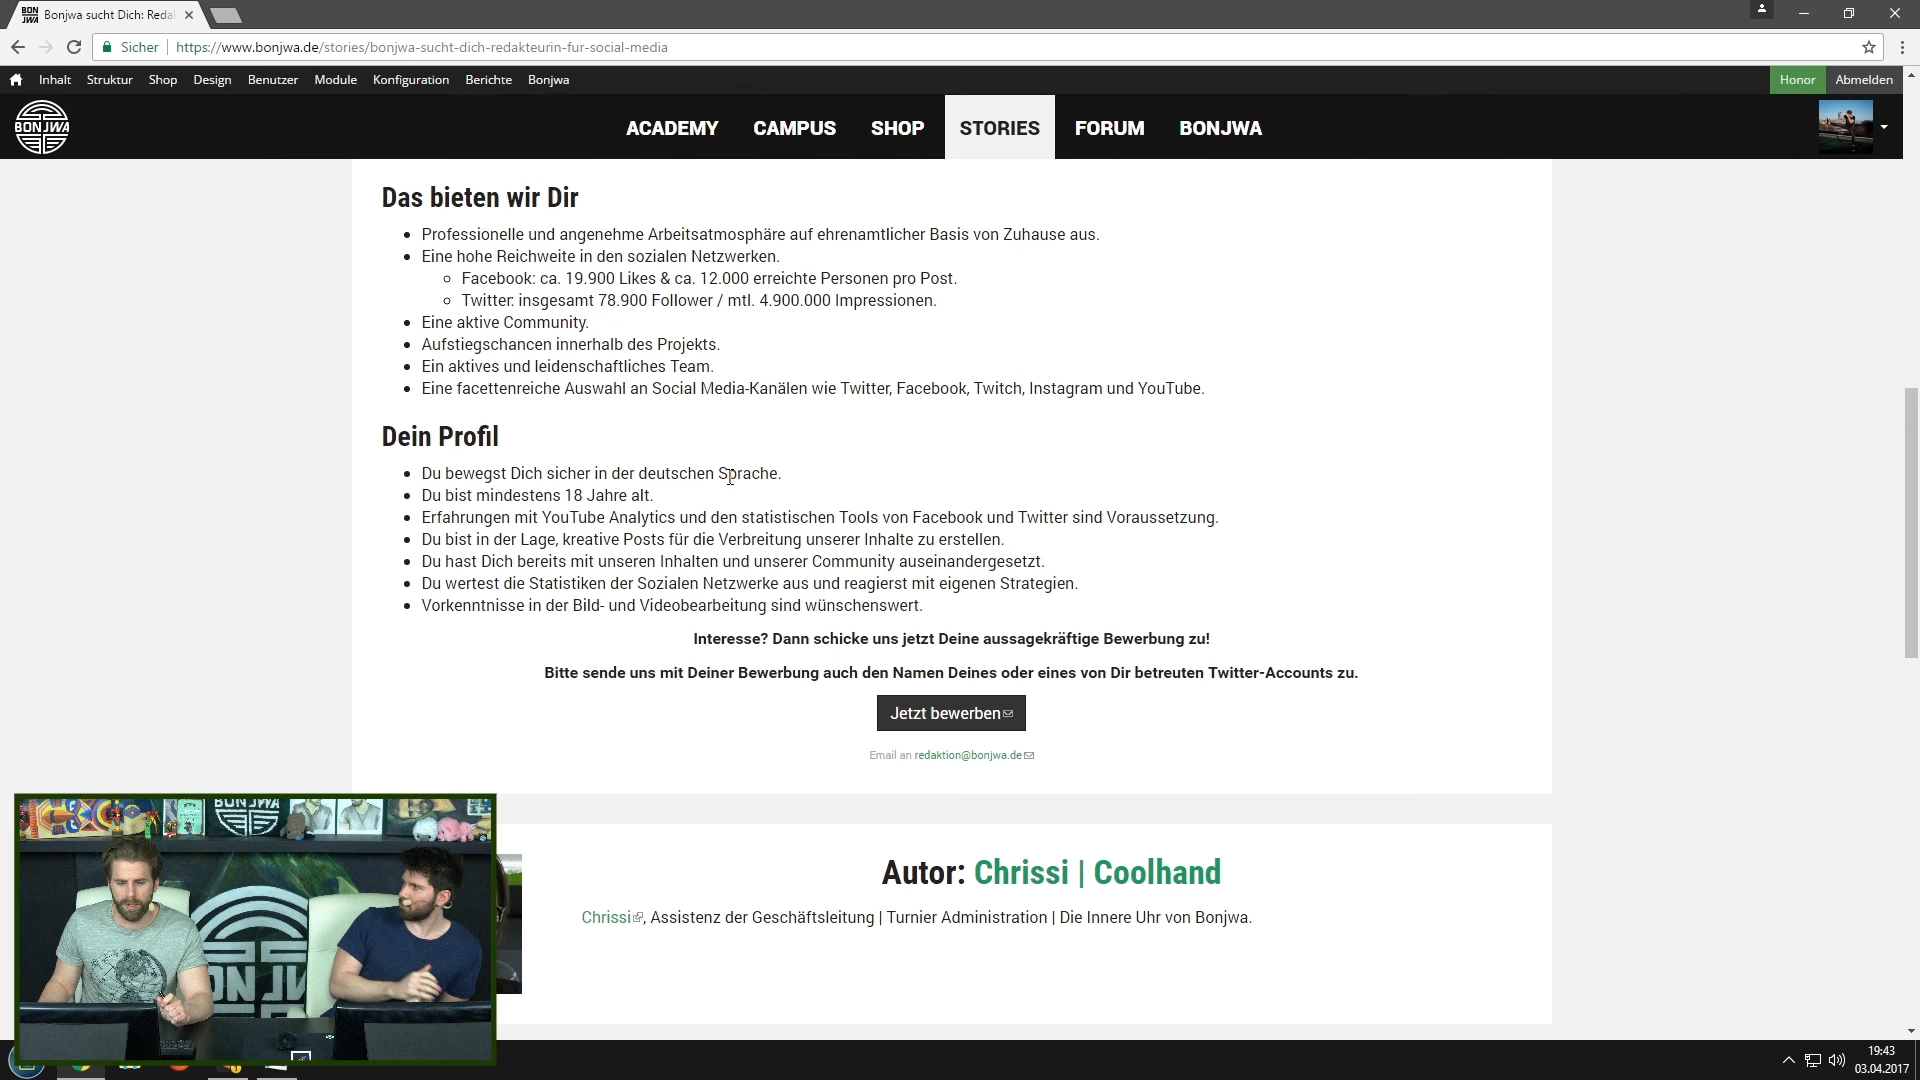 Bonjwa sucht Dich: Reda
Sicher
https://www.bonjwa.de/stories/bonjwa-sucht-dich-redakteurin-fur-social-media
Inhalt Struktur Shop Design Benutzer Module Konfiguration Berichte Bonjwa
Honor Abmelden
BONJWA
ACADEMY CAMPUS SHOP STORIES FORUM BONJWA
Das bieten wir Dir
Professionelle und angenehme Arbeitsatmosphäre auf ehrenamtlicher Basis von Zuhause aus.
Eine hohe Reichweite in den sozialen Netzwerken.
Facebook: ca. 19.900 Likes & ca. 12.000 erreichte Personen pro Post.
Twitter: insgesamt 78.900 Follower / mtl. 4.900.000 Impressionen.
Eine aktive Community.
Aufstiegschancen innerhalb des Projekts.
Ein aktives und leidenschaftliches Team.
Eine facettenreiche Auswahl an Social Media-Kanälen wie Twitter, Facebook, Twitch, Instagram und YouTube.
Dein Profil
Du bewegst Dich sicher in der deutschen Sprache.
Du bist mindestens 18 Jahre alt.
Erfahrungen mit YouTube Analytics und den statistischen Tools von Facebook und Twitter sind Voraussetzung.
Du bist in der Lage, kreative Posts für die Verbreitung unserer Inhalte zu erstellen.
Du hast Dich bereits mit unseren Inhalten und unserer Community auseinandergesetzt.
Du wertest die Statistiken der Sozialen Netzwerke aus und reagierst mit eigenen Strategien.
Vorkenntnisse in der Bild- und Videobearbeitung sind wünschenswert.
Interesse? Dann schicke uns jetzt Deine aussagekräftige Bewerbung zu!
Bitte sende uns mit Deiner Bewerbung auch den Namen Deines oder eines von Dir betreuten Twitter-Accounts zu.
Jetzt bewerben
Email an redaktion@bonjwa.de
BONJWA
Autor: Chrissi | Coolhand
Chrissi, Assistenz der Geschäftsleitung | Turnier Administration | Die Innere Uhr von Bonjwa.
19:43
03.04.2017